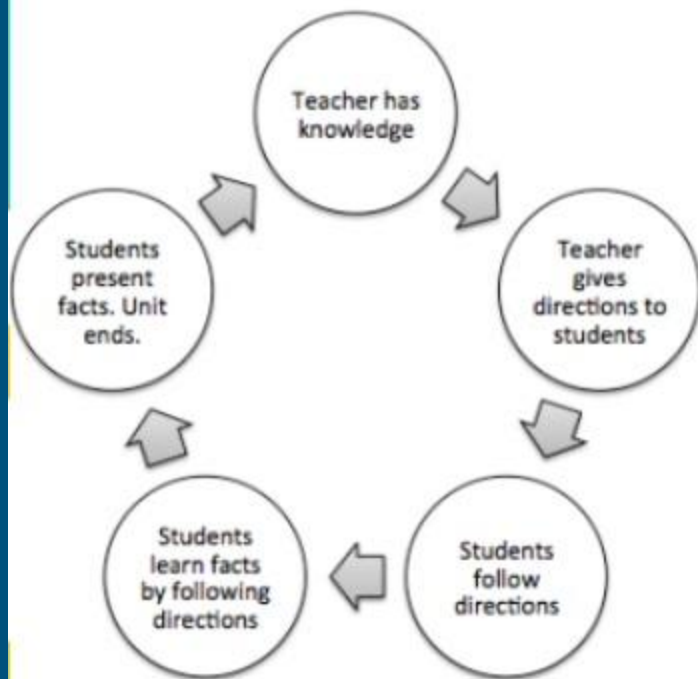 Teacher has
knowledge
Teacher
gives
directions to
students
Students
follow
directions
Students
learn facts
by following
directions
Students
present
facts. Unit
ends.